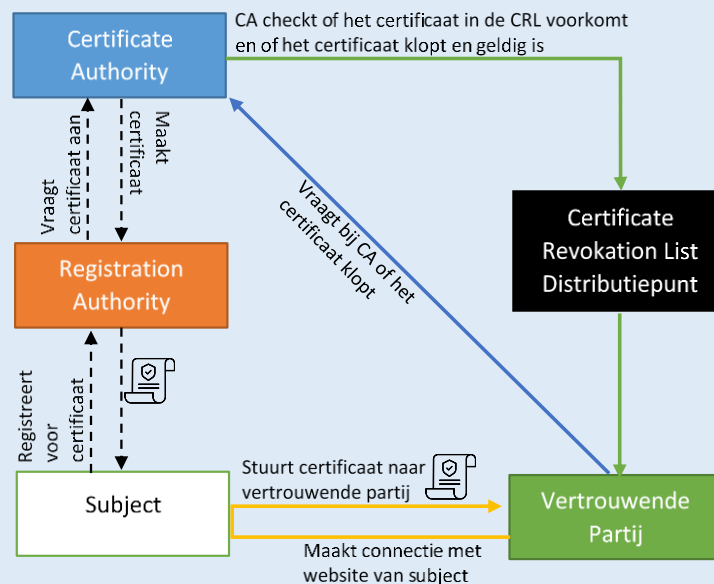 CA checkt of het certificaat in de CRL voorkomt
en of het certificaat klopt en geldig is
Certificate
Authority
Vraagt
certificaat aan
Maakt
certificaat
Vraagt bij CA of het
certificaat klopt
Certificate
Revokation List
Distributiepunt
Registration
Authority
Registreert
voor
certificaat
Stuurt certificaat naar
vertrouwende partij
Subject
Vertrouwende
Partij
Maakt connectie met
website van subject